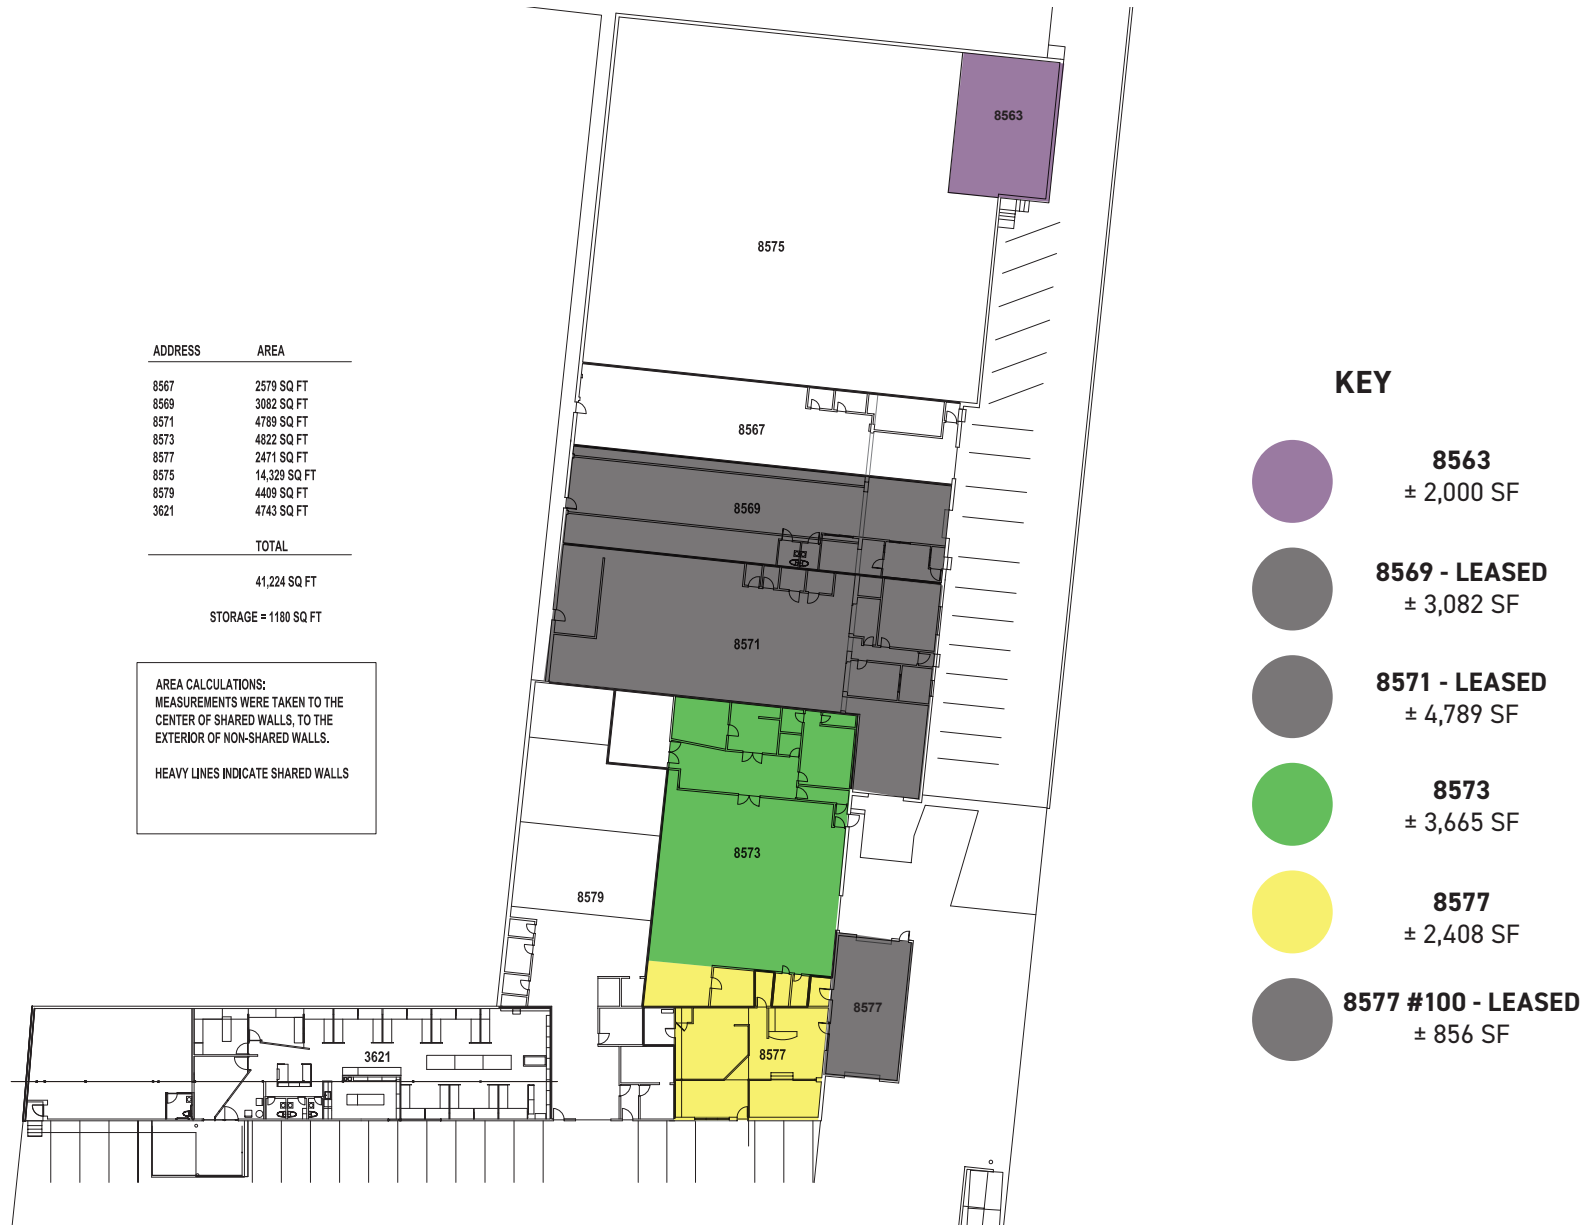 8563
8575
ADDRESS AREA
8567 2579 SQ FT
8569 3082 SQ FT
8571 4789 SQ FT
8573 4822 SQ FT
8577 2471 SQ FT
8575 14,329 SQ FT
8579 4409 SQ FT
3621 4743 SQ FT
TOTAL
41,224 SQ FT
STORAGE = 1180 SQ FT
AREA CALCULATIONS:
MEASUREMENTS WERE TAKEN TO THE
CENTER OF SHARED WALLS, TO THE
EXTERIOR OF NON-SHARED WALLS.
HEAVY LINES INDICATE SHARED WALLS
8567
8569
8571
8573
8579
8577
8577
3621
KEY
8563
± 2,000 SF
8569 - LEASED
± 3,082 SF
8571 - LEASED
± 4,789 SF
8573
± 3,665 SF
8577
± 2,408 SF
8577 #100 - LEASED
± 856 SF